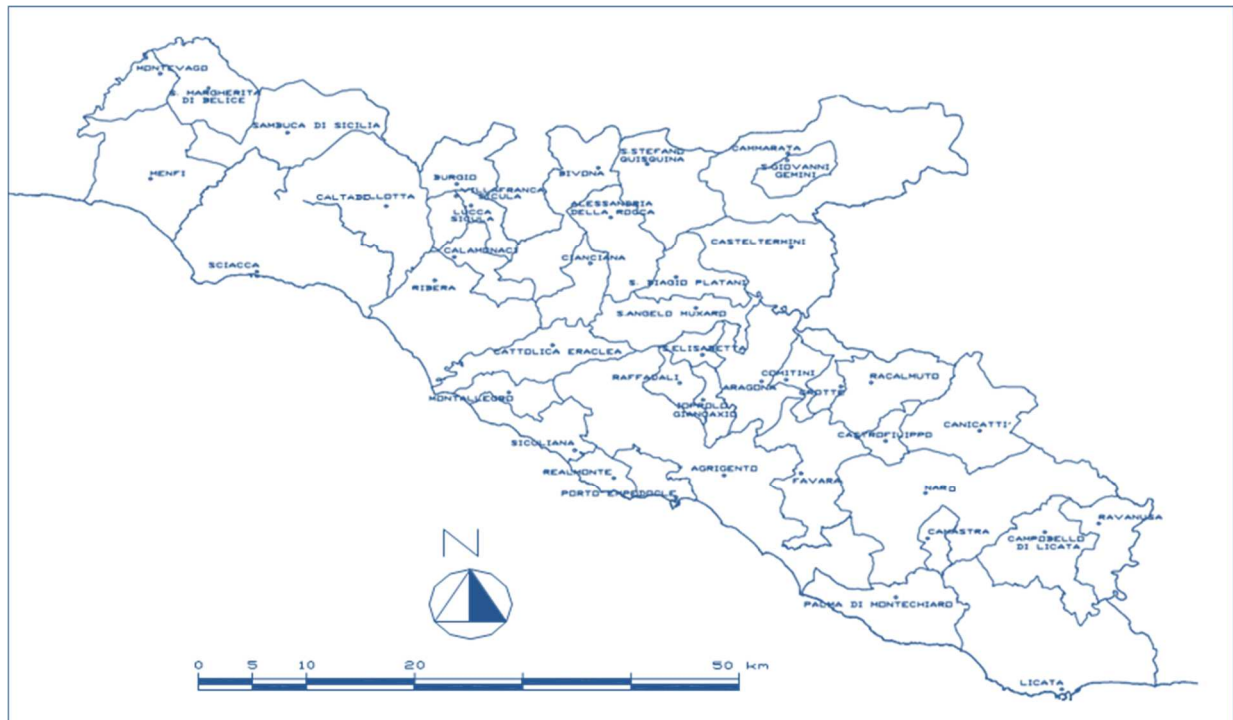 MONTEVAGO
S. MARGHERITA
DI BELICE
SAMBUCA DI SICILIA
MENFI
CALTABELLOTTA
SCIACCA
BURGIO
VILLAFRANCA
SICULA
LUCCA
SICULA
CALAMONACI
RIBERA
BIVONA
S.STEFANO
QUISQUINA
CAMMARATA
S.GIOVANNI
GEMINI
ALESSANDRIA
DELLA ROCCA
CIANCIANA
CASTELTERMINI
S. BIAGIO PLATANI
S.ANGELO MUXARO
CATTOLICA ERACLEA
S.ELISABETTA
RAFFADALI
ARAGONA
COMITINI
GROTTE
RACALMUTO
MONTALLEGRO
IOPPOLO
GIANCAXIO
CASTROFILIPPO
CANICATTI'
SICULIANA
REALMONTE
PORTO EMPEDOCLE
AGRIGENTO
FAVARA
NARO
CAMASTRA
CAMPOBELLO
DI LICATA
RAVANUSA
PALMA DI MONTECHIARO
LICATA
N
0 5 10 20 50 km